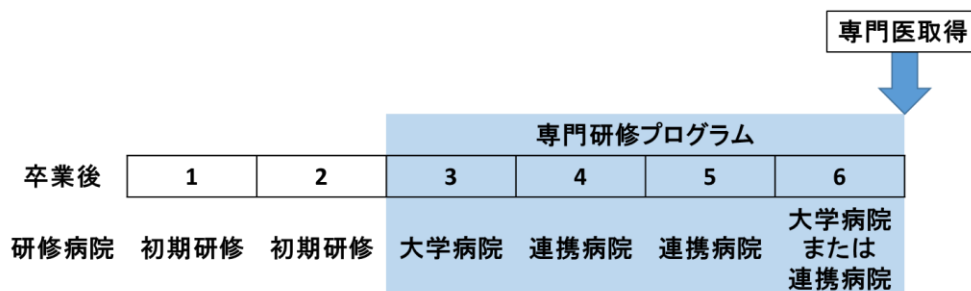 専門医取得
専門研修プログラム
卒業後 1 2 3 4 5 6
研修病院 初期研修 初期研修 大学病院 連携病院 連携病院 大学病院
または
連携病院